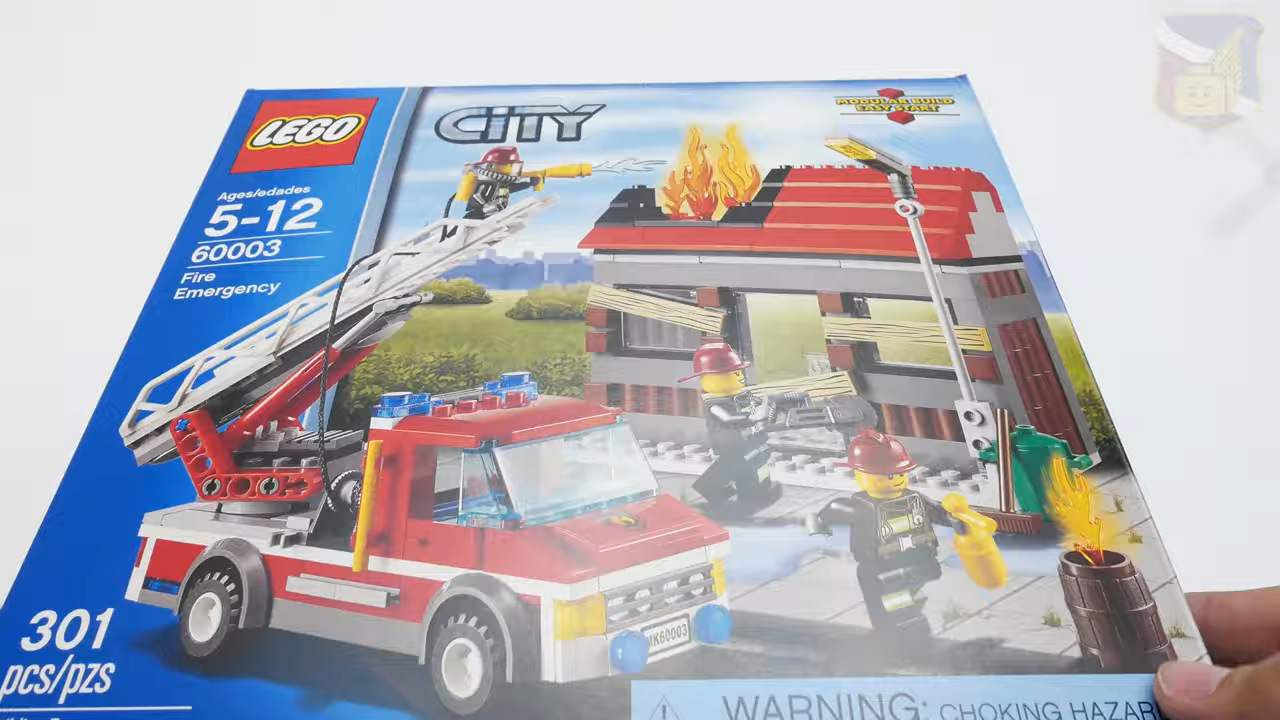 LEGO
CITY
MODULAR BUILD
EASY START
Ages/edades
5-12
60003
Fire
Emergency
MK60003
301
pcs/pzs
WARNING: CHOKING HAZAR